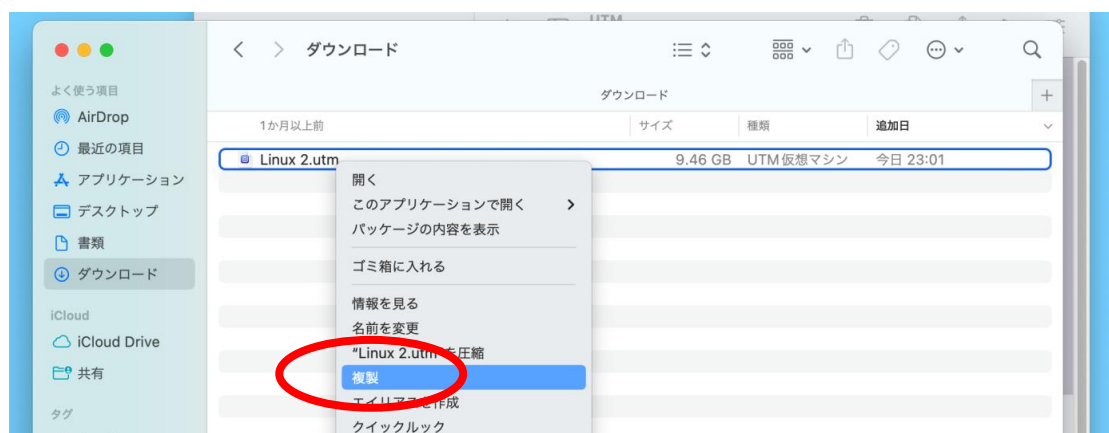 UTM
ダウンロード
よく使う項目
AirDrop
最近の項目
アプリケーション
デスクトップ
書類
ダウンロード
iCloud
iCloud Drive
共有
タグ
ダウンロード
1か月以上前 サイズ 種類 追加日
Linux 2.utm 9.46 GB UTM仮想マシン 今日 23:01
開く
このアプリケーションで開く
パッケージの内容を表示
ゴミ箱に入れる
情報を見る
名前を変更
"Linux 2.utm"を圧縮
複製
エイリアスを作成
クイックルック